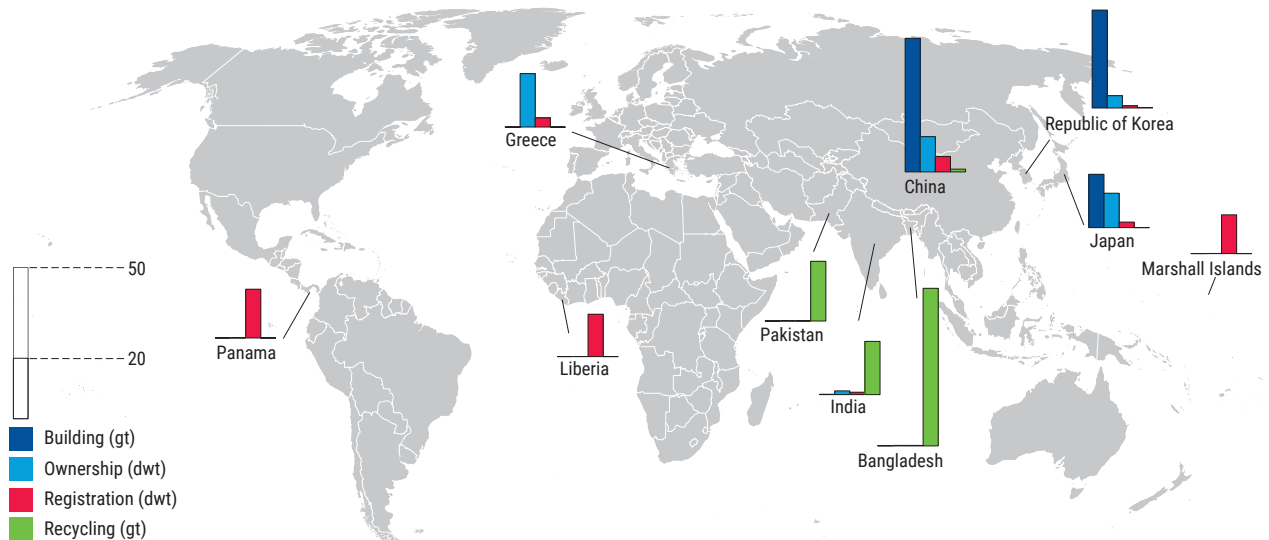 Republic of Korea
Greece
China
Japan
Marshall Islands
50
Panama
Pakistan
20
Liberia
India
Bangladesh
Building (gt)
Ownership (dwt)
Registration (dwt)
Recycling (gt)